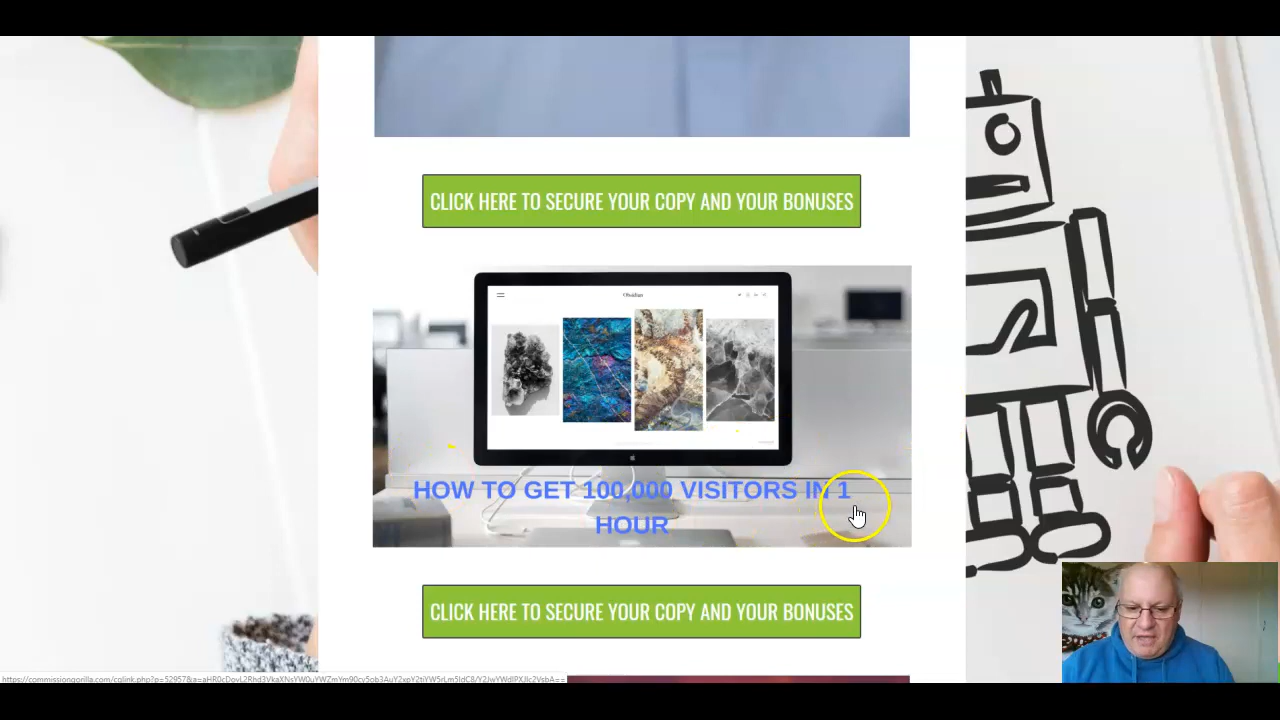 CLICK HERE TO SECURE YOUR COPY AND YOUR BONUSES
HOW TO GET 100,000 VISITORS IN 1
HOUR
CLICK HERE TO SECURE YOUR COPY AND YOUR BONUSES